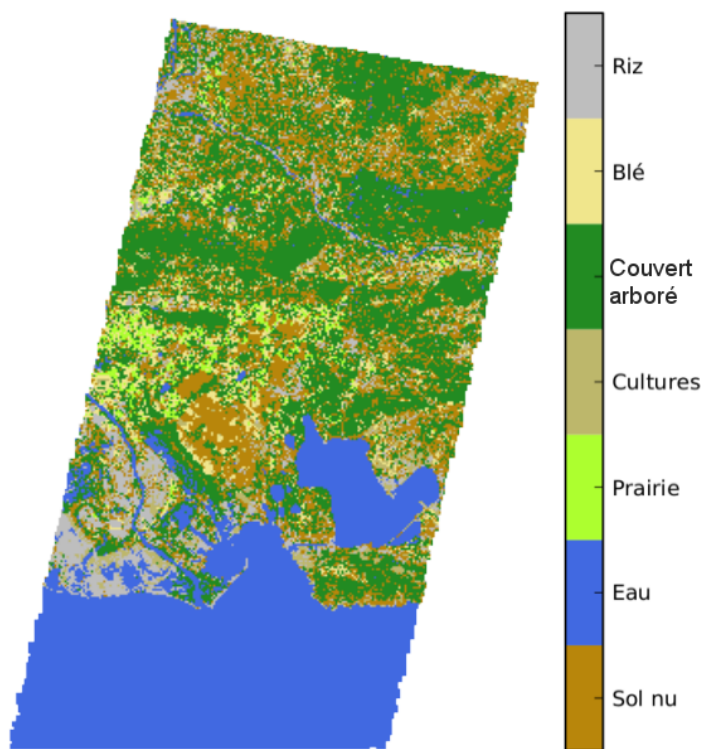 Riz
Blé
Couvert
arboré
Cultures
Prairie
Eau
Sol nu